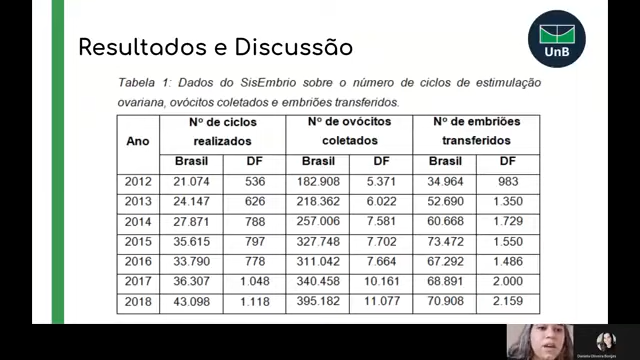 Resultados e Discussão
UnB
Tabela 1: Dados do SisEmbrio sobre o número de ciclos de estimulação
ovariana, ovócitos coletados e embriões transferidos.
Ano Nº de ciclos realizados Nº de ovócitos coletados Nº de embriões transferidos
Brasil DF Brasil DF Brasil DF
2012 21.074 536 182.908 5.371 34.964 983
2013 24.147 626 218.362 6.022 52.690 1.350
2014 27.871 788 257.006 7.581 60.668 1.729
2015 35.615 797 327.748 7.702 73.472 1.550
2016 33.790 778 311.042 7.664 67.292 1.486
2017 36.307 1.048 340.458 10.161 68.891 2.000
2018 43.098 1.118 395.182 11.077 70.908 2.159